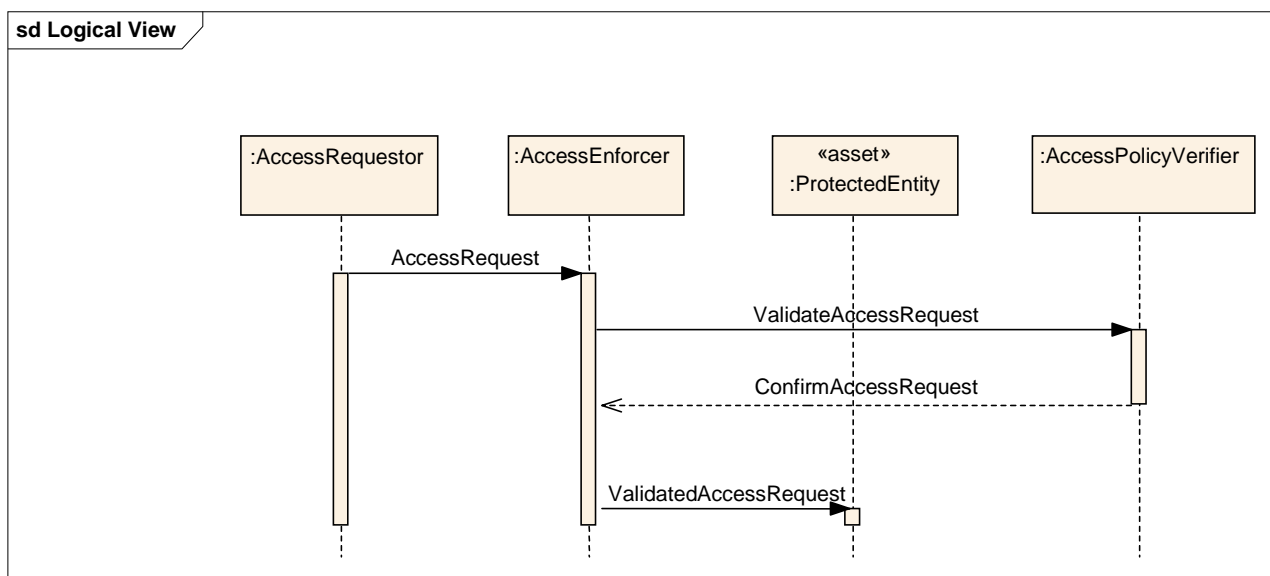 sd Logical View
:AccessRequestor
:AccessEnforcer
«asset»
:ProtectedEntity
:AccessPolicyVerifier
AccessRequest
ValidateAccessRequest
ConfirmAccessRequest
ValidatedAccessRequest